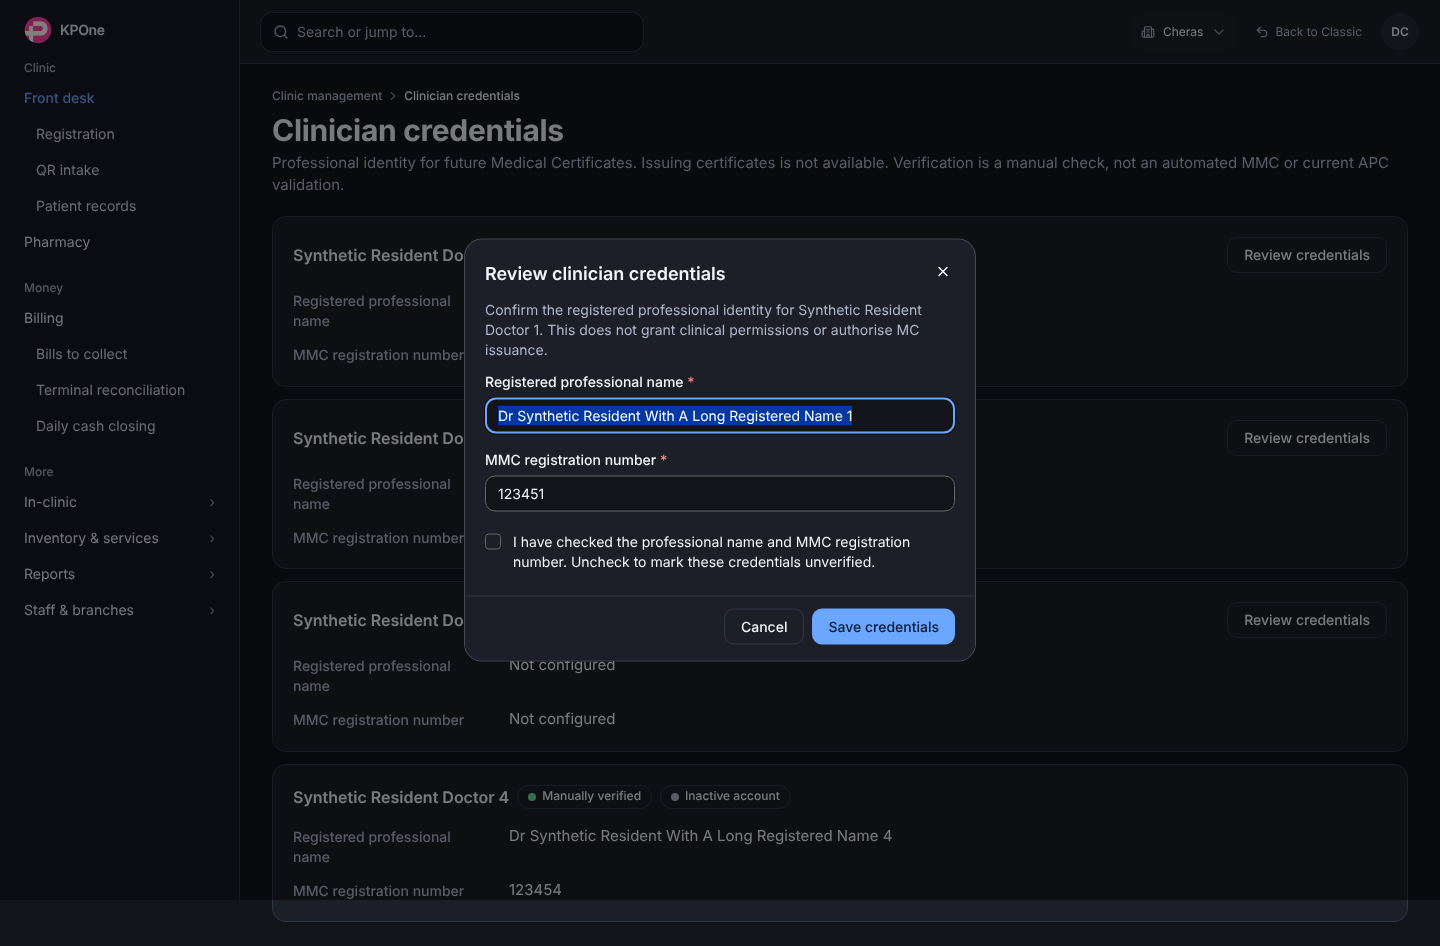 KPOne
Search or jump to...
Cheras
Back to Classic
DC
Clinic
Front desk
Registration
QR intake
Patient records
Pharmacy
Money
Billing
Bills to collect
Terminal reconciliation
Daily cash closing
More
In-clinic
Inventory & services
Reports
Staff & branches
Clinic management
Clinician credentials
Clinician credentials
Professional identity for future Medical Certificates. Issuing certificates is not available. Verification is a manual check, not an automated MMC or current APC
validation.
Synthetic Resident Do
Review credentials
Registered professional
name
MMC registration number
Synthetic Resident Do
Review credentials
Registered professional
name
MMC registration number
Synthetic Resident Do
Review credentials
Registered professional
name
Not configured
MMC registration number
Not configured
Synthetic Resident Doctor 4
Manually verified
Inactive account
Registered professional
name
Dr Synthetic Resident With A Long Registered Name 4
MMC registration number
123454
Review clinician credentials
Confirm the registered professional identity for Synthetic Resident
Doctor 1. This does not grant clinical permissions or authorise MC
issuance.
Registered professional name *
Dr Synthetic Resident With A Long Registered Name 1
MMC registration number *
123451
I have checked the professional name and MMC registration
number. Uncheck to mark these credentials unverified.
Cancel
Save credentials